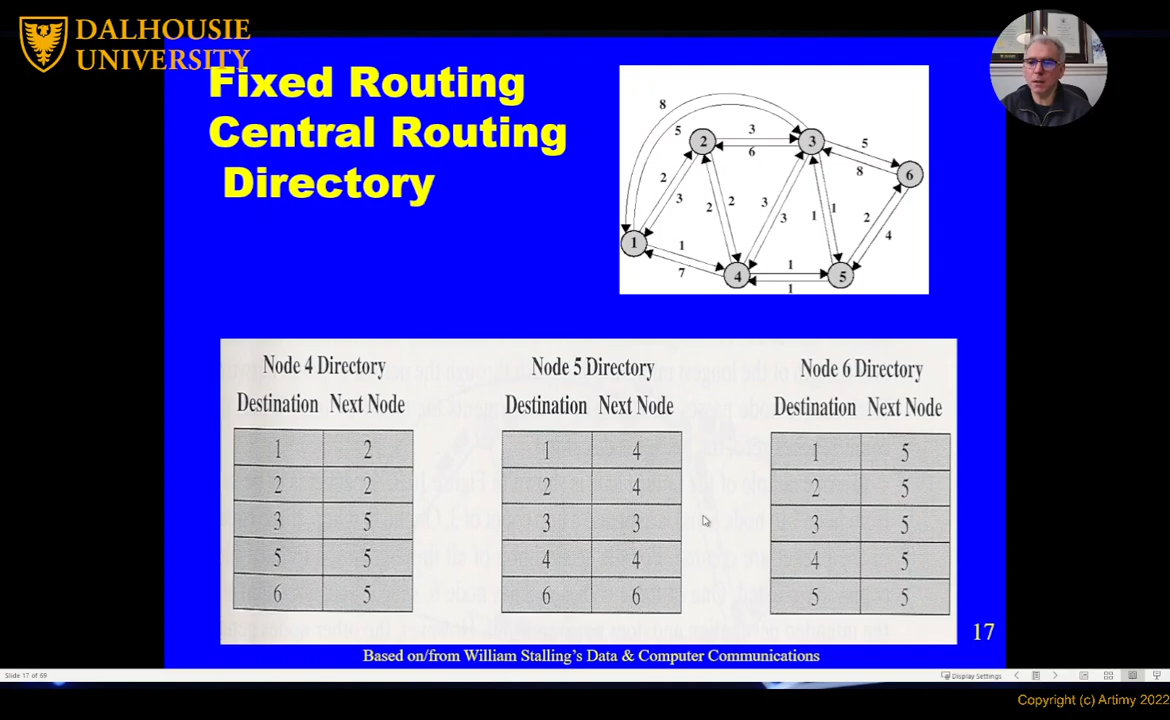 DALHOUSIE
UNIVERSITY
Fixed Routing
Central Routing
Directory
8
5
2
3
6
3
5
8
6
2
3
2
2
3
3
1
1
2
4
1
1
7
4
1
5
1
Node 4 Directory
Destination Next Node
1 2
2 2
3 5
5 5
6 5
Node 5 Directory
Destination Next Node
1 4
2 4
3 3
4 4
6 6
Node 6 Directory
Destination Next Node
1 5
2 5
3 5
4 5
5 5
17
Based on/from William Stalling's Data & Computer Communications
Slide 17 of 69
Display Settings
Copyright (c) Artimy 2022